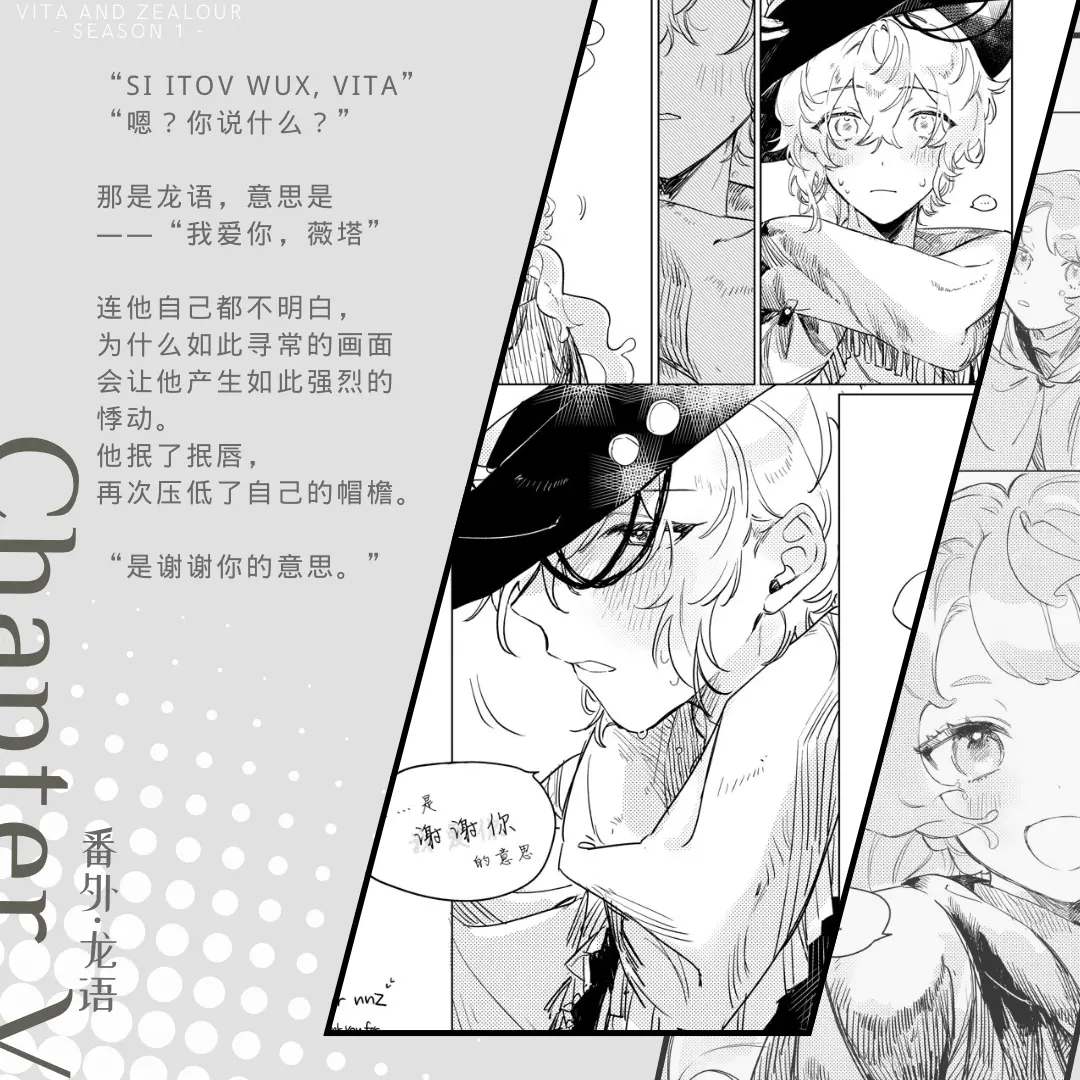 VITA AND ZEALOUR
- SEASON 1 -
“SI ITOV WUX, VITA”
“嗯？你说什么？”
那是龙语，意思是
——“我爱你，薇塔”
连他自己都不明白，
为什么如此寻常的画面
会让他产生如此强烈的
悸动。
他抿了抿唇，
再次压低了自己的帽檐。
“是谢谢你的意思。”
Chapter V
番外·龙语
...
...是
谢谢你
的意思
r nnz